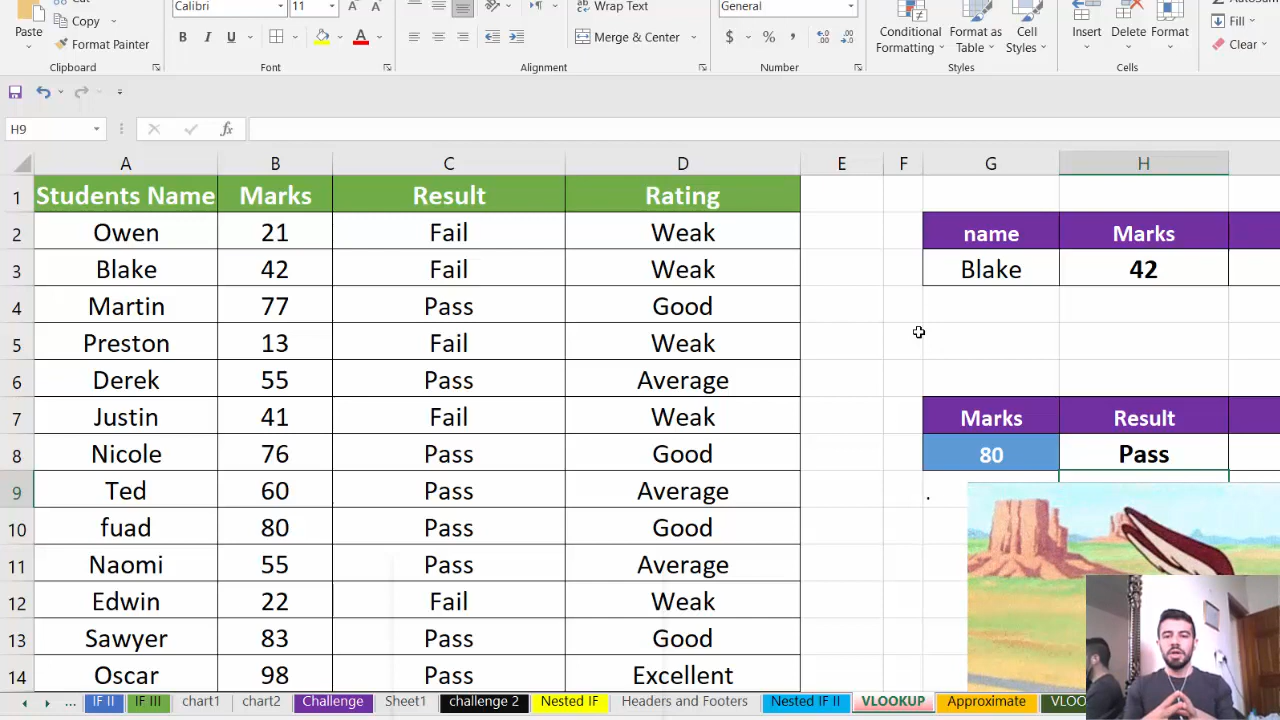 Cut
Calibri 11 Wrap Text General
Paste Copy Conditional Formatting Format as Table Cell Styles Insert Delete Format Fill
Format Painter B I U A Merge & Center $ % , Clear
Clipboard Font Alignment Number Styles Cells
H9 fx
A B C D E F G H
1 Students Name Marks Result Rating
2 Owen 21 Fail Weak name Marks
3 Blake 42 Fail Weak Blake 42
4 Martin 77 Pass Good
5 Preston 13 Fail Weak
6 Derek 55 Pass Average
7 Justin 41 Fail Weak Marks Result
8 Nicole 76 Pass Good 80 Pass
9 Ted 60 Pass Average .
10 fuad 80 Pass Good
11 Naomi 55 Pass Average
12 Edwin 22 Fail Weak
13 Sawyer 83 Pass Good
14 Oscar 98 Pass Excellent
... IF II IF III chart1 chart2 Challenge Sheet1 challenge 2 Nested IF Headers and Footers Nested IF II VLOOKUP Approximate VLOO